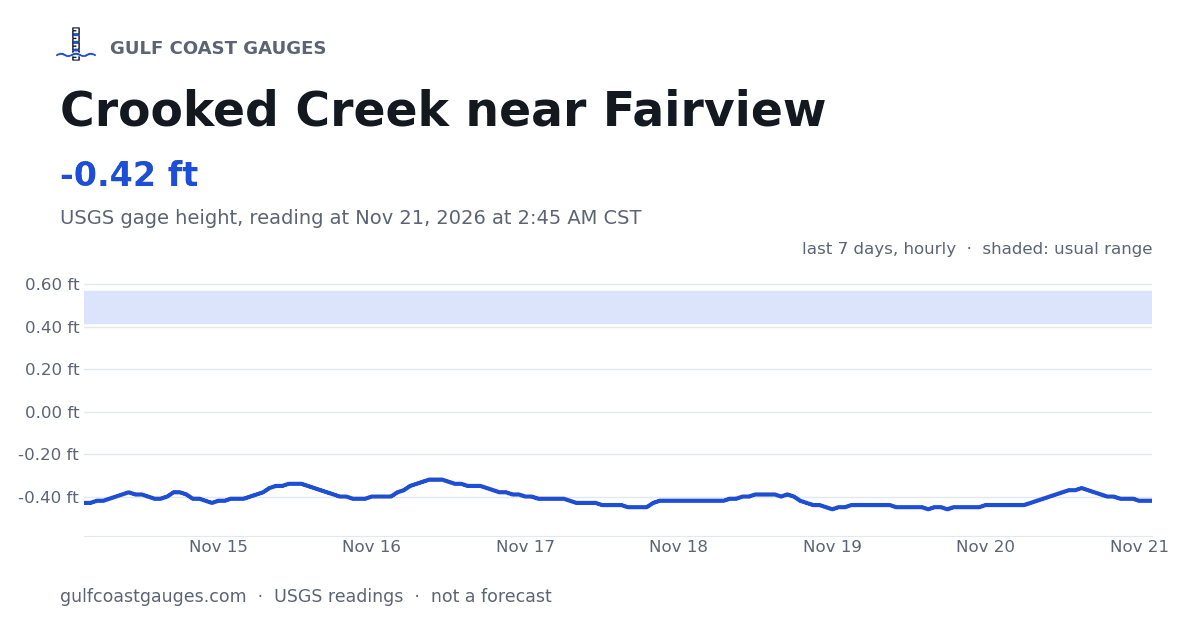 GULF COAST GAUGES
Crooked Creek near Fairview
-0.42 ft
USGS gage height, reading at Nov 21, 2026 at 2:45 AM CST
last 7 days, hourly · shaded: usual range
0.60 ft
0.40 ft
0.20 ft
0.00 ft
-0.20 ft
-0.40 ft
Nov 15 Nov 16 Nov 17 Nov 18 Nov 19 Nov 20 Nov 21
gulfcoastgauges.com · USGS readings · not a forecast